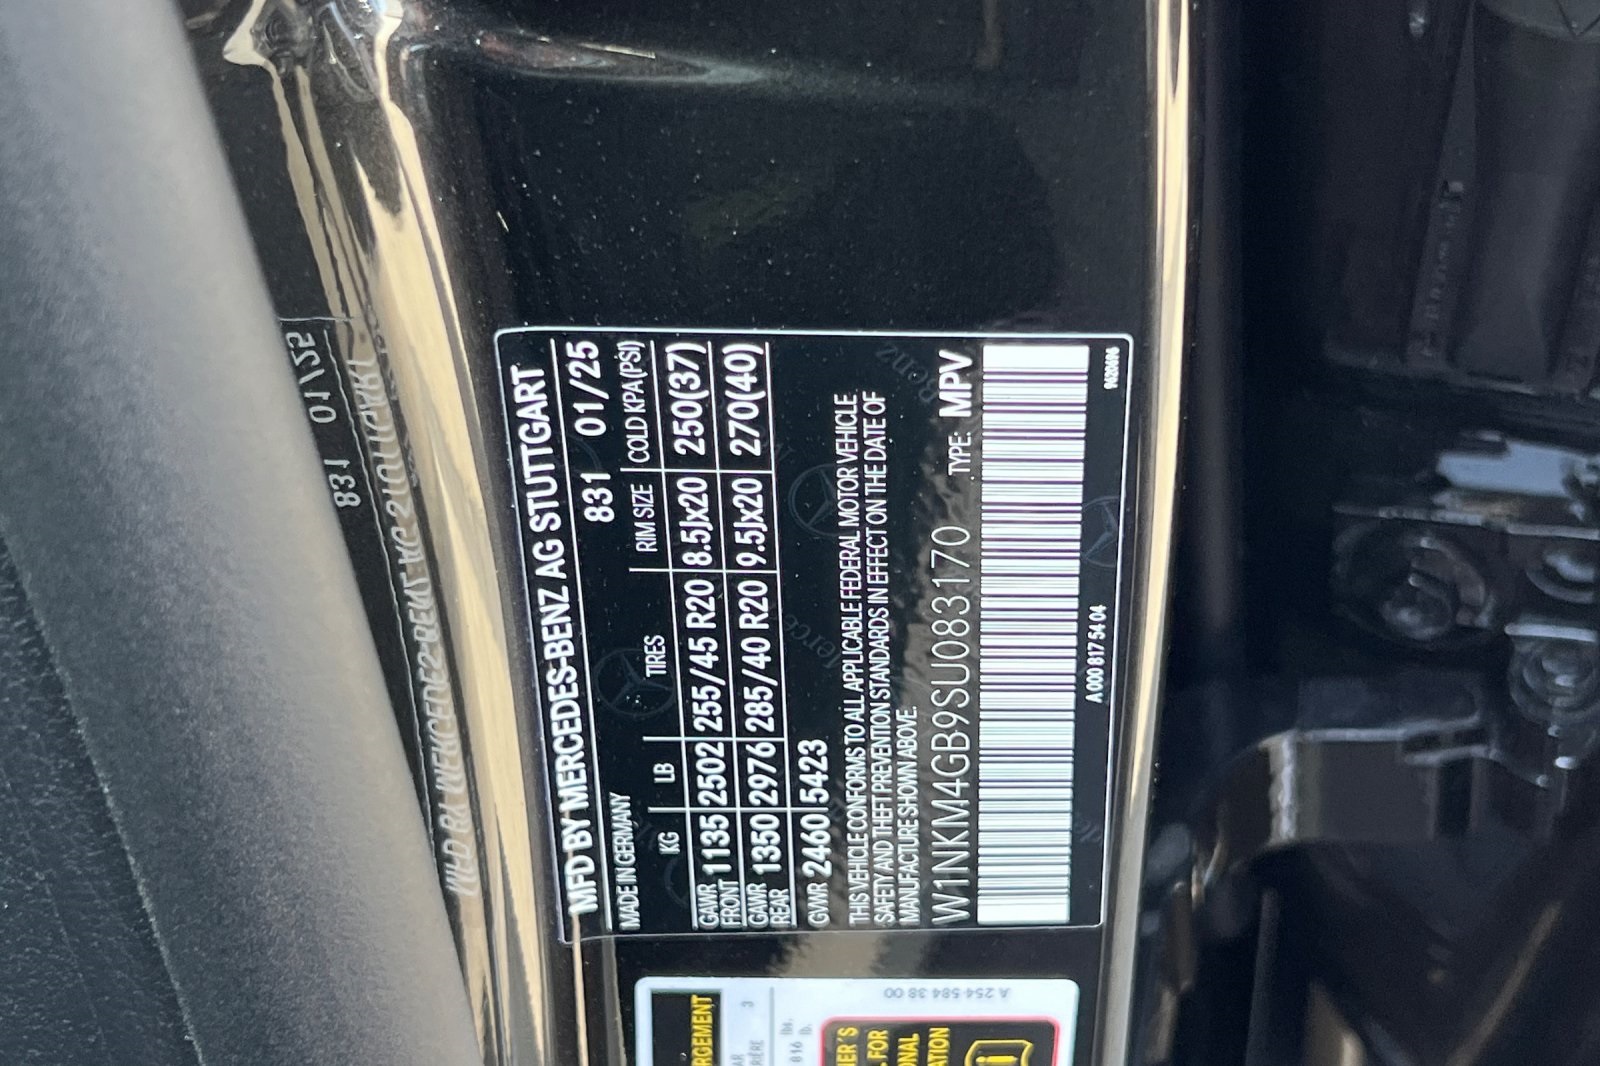 MFD BY MERCEDES-BENZ AG STUTTGART
MADE IN GERMANY 831 01/25
KG LB TIRES RIM SIZE COLD KPA(PSI)
GAWR FRONT 1135 2502 255/45 R20 8.5Jx20 250(37)
GAWR REAR 1350 2976 285/40 R20 9.5Jx20 270(40)
GVWR 2460 5423
THIS VEHICLE CONFORMS TO ALL APPLICABLE FEDERAL MOTOR VEHICLE
SAFETY AND THEFT PREVENTION STANDARDS IN EFFECT ON THE DATE OF
MANUFACTURE SHOWN ABOVE.
W1NKM4GB9SU083170 TYPE: MPV
A 000 817 54 04
A 254 584 38 00
3
816 lb.
FOR